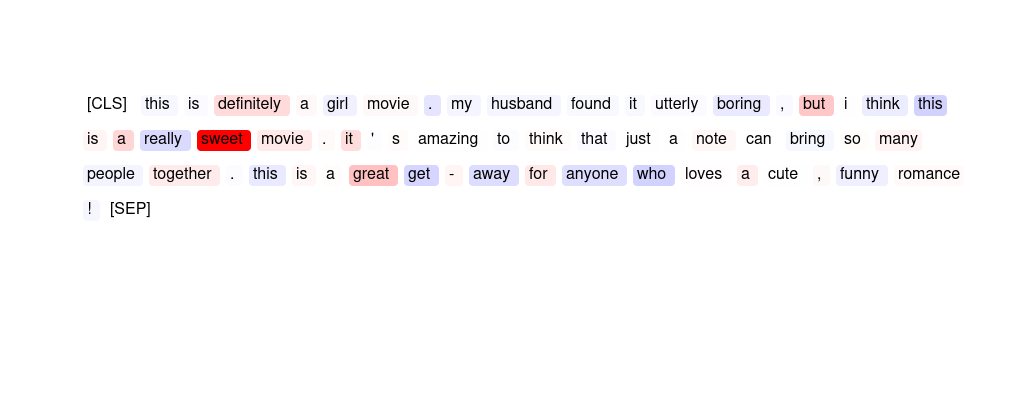 [CLS] this is definitely a girl movie . my husband found it utterly boring , but i think this
is a really sweet movie . it ' s amazing to think that just a note can bring so many
people together . this is a great get - away for anyone who loves a cute , funny romance
! [SEP]